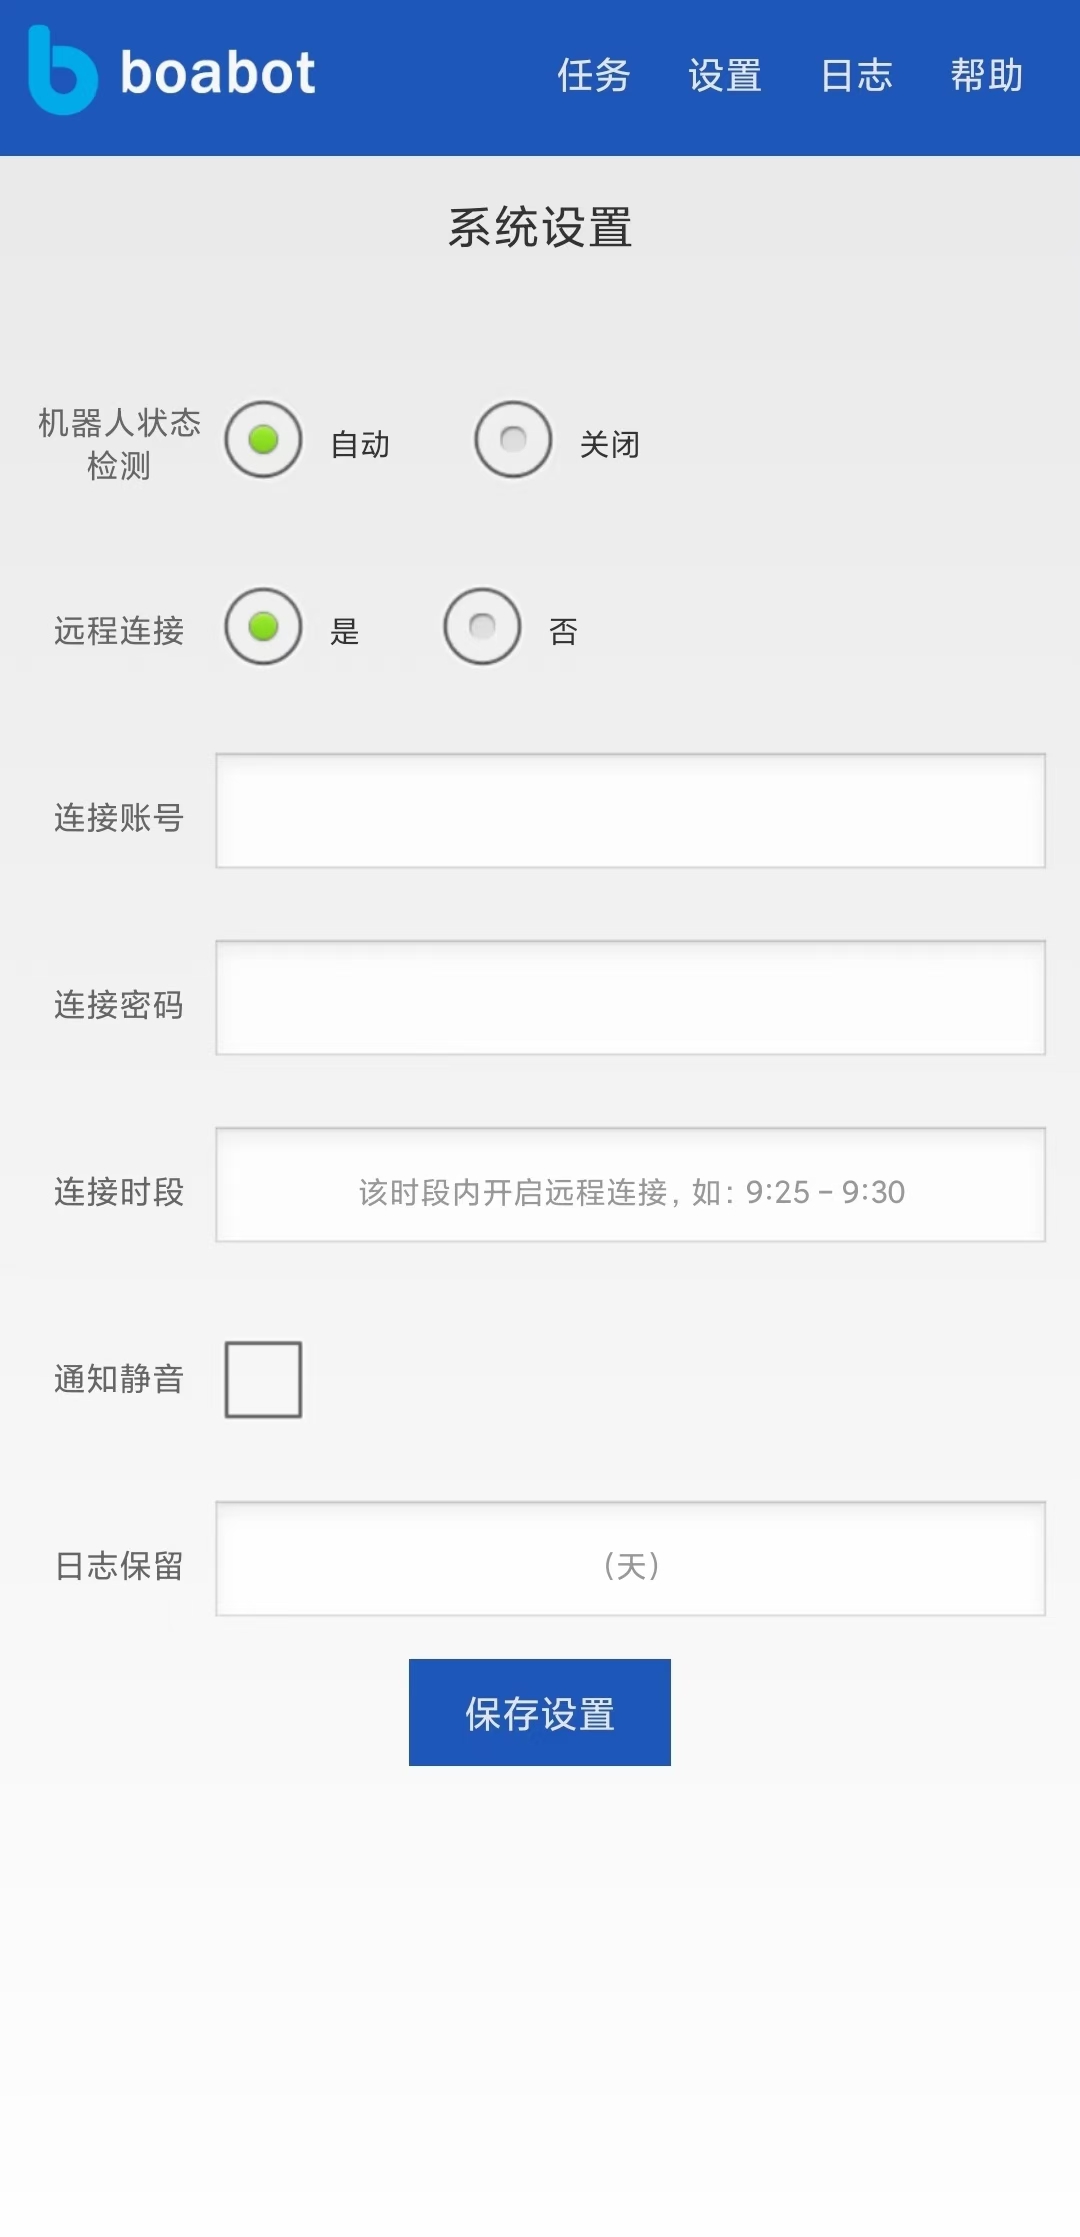 boabot
任务 设置 日志 帮助
系统设置
机器人状态
检测
自动 关闭
远程连接 是 否
连接账号
连接密码
连接时段 该时段内开启远程连接, 如: 9:25 - 9:30
通知静音
日志保留 (天)
保存设置